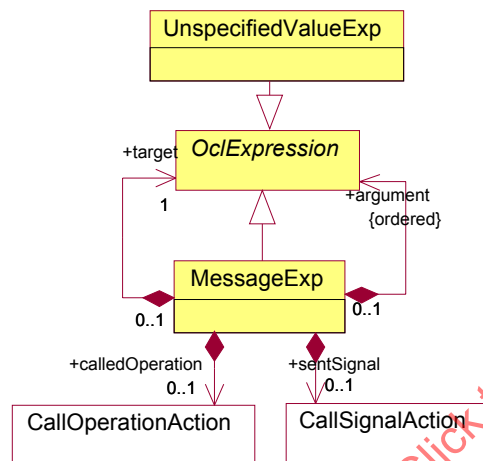 UnspecifiedValueExp
+target
OclExpression
1
+argument
{ordered}
MessageExp
0..1
0..1
+calledOperation
0..1
+sentSignal
0..1
CallOperationAction
CallSignalAction
Click